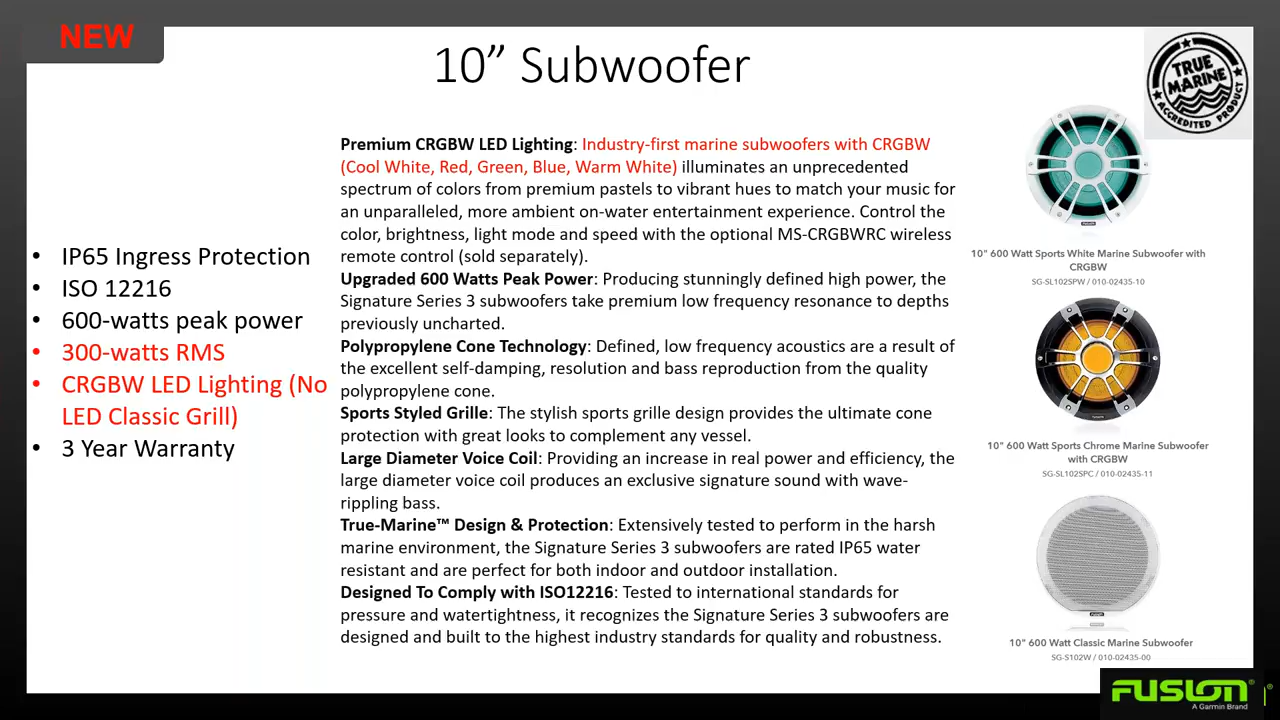 NEW
10” Subwoofer
TRUE
MARINE
ACCREDITED PRODUCT
• IP65 Ingress Protection
• ISO 12216
• 600-watts peak power
• 300-watts RMS
• CRGBW LED Lighting (No
LED Classic Grill)
• 3 Year Warranty
Premium CRGBW LED Lighting: Industry-first marine subwoofers with CRGBW
(Cool White, Red, Green, Blue, Warm White) illuminates an unprecedented
spectrum of colors from premium pastels to vibrant hues to match your music for
an unparalleled, more ambient on-water entertainment experience. Control the
color, brightness, light mode and speed with the optional MS-CRGBWRC wireless
remote control (sold separately).
Upgraded 600 Watts Peak Power: Producing stunningly defined high power, the
Signature Series 3 subwoofers take premium low frequency resonance to depths
previously uncharted.
Polypropylene Cone Technology: Defined, low frequency acoustics are a result of
the excellent self-damping, resolution and bass reproduction from the quality
polypropylene cone.
Sports Styled Grille: The stylish sports grille design provides the ultimate cone
protection with great looks to complement any vessel.
Large Diameter Voice Coil: Providing an increase in real power and efficiency, the
large diameter voice coil produces an exclusive signature sound with wave-
rippling bass.
True-Marine™ Design & Protection: Extensively tested to perform in the harsh
marine environment, the Signature Series 3 subwoofers are rated IP65 water
resistant and are perfect for both indoor and outdoor installation.
Designed To Comply with ISO12216: Tested to international standards for
pressure and watertightness, it recognizes the Signature Series 3 subwoofers are
designed and built to the highest industry standards for quality and robustness.
10" 600 Watt Sports White Marine Subwoofer with
CRGBW
SG-SL102SPW / 010-02435-10
10" 600 Watt Sports Chrome Marine Subwoofer
with CRGBW
SG-SL102SPC / 010-02435-11
10" 600 Watt Classic Marine Subwoofer
SG-S102W / 010-02435-00
FUSION®
A Garmin Brand